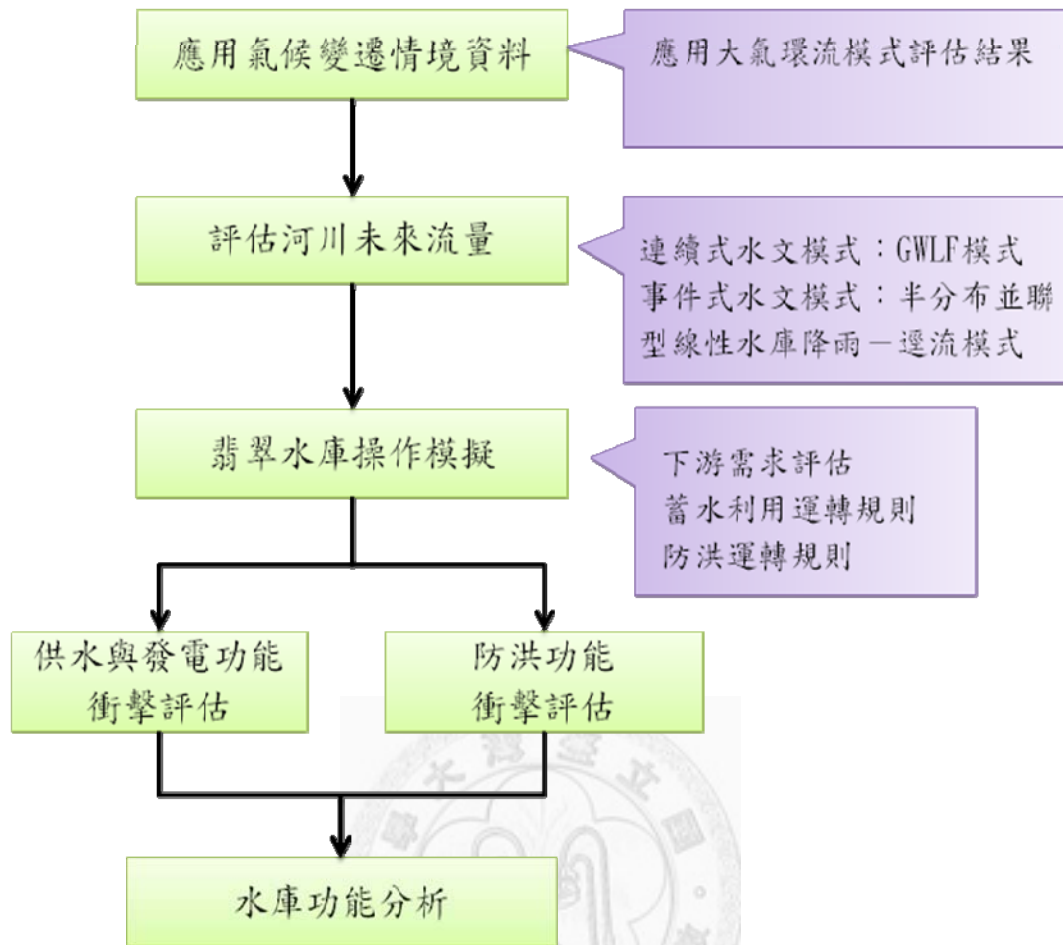 應用氣候變遷情境資料
應用大氣環流模式評估結果
評估河川未來流量
連續式水文模式：GWLF模式
事件式水文模式：半分布並聯
型線性水庫降雨－逕流模式
翡翠水庫操作模擬
下游需求評估
蓄水利用運轉規則
防洪運轉規則
供水與發電功能
衝擊評估
防洪功能
衝擊評估
學大灣臺立國
水庫功能分析